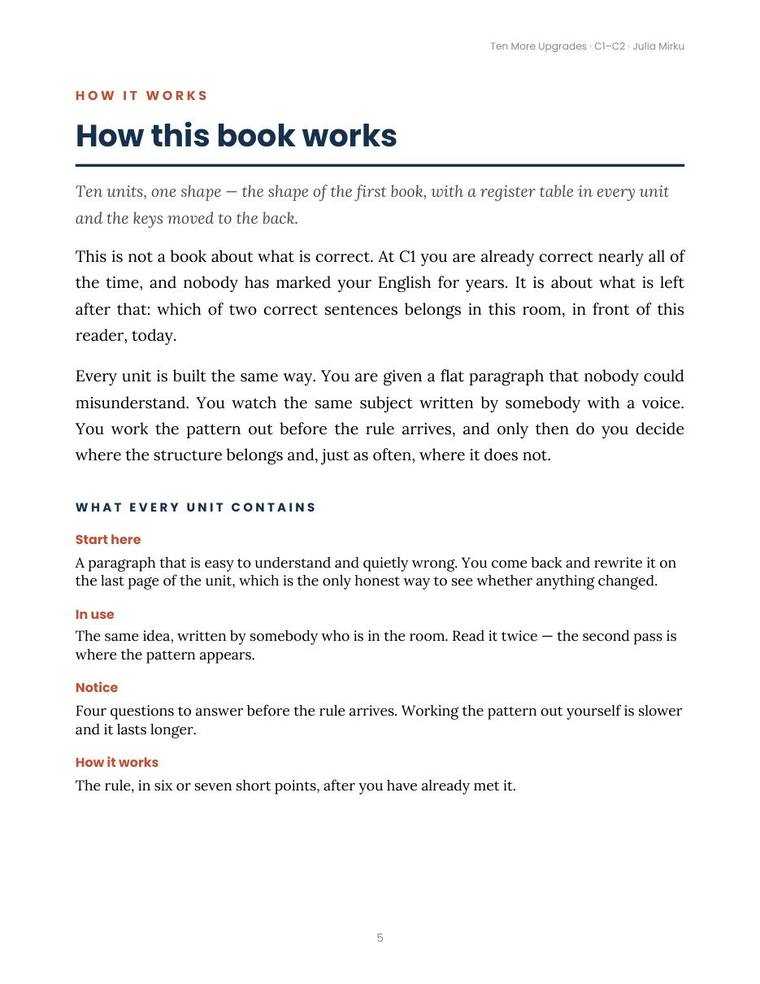 Ten More Upgrades · C1–C2 · Julia Mirku
HOW IT WORKS
How this book works
Ten units, one shape — the shape of the first book, with a register table in every unit
and the keys moved to the back.
This is not a book about what is correct. At C1 you are already correct nearly all of
the time, and nobody has marked your English for years. It is about what is left
after that: which of two correct sentences belongs in this room, in front of this
reader, today.
Every unit is built the same way. You are given a flat paragraph that nobody could
misunderstand. You watch the same subject written by somebody with a voice.
You work the pattern out before the rule arrives, and only then do you decide
where the structure belongs and, just as often, where it does not.
WHAT EVERY UNIT CONTAINS
Start here
A paragraph that is easy to understand and quietly wrong. You come back and rewrite it on
the last page of the unit, which is the only honest way to see whether anything changed.
In use
The same idea, written by somebody who is in the room. Read it twice — the second pass is
where the pattern appears.
Notice
Four questions to answer before the rule arrives. Working the pattern out yourself is slower
and it lasts longer.
How it works
The rule, in six or seven short points, after you have already met it.
5